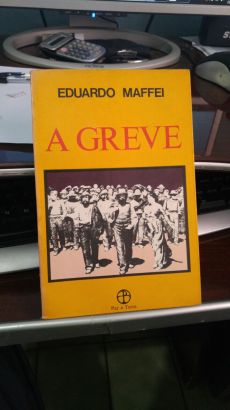 EDUARDO MAFFEI
A GREVE
Paz e Terra